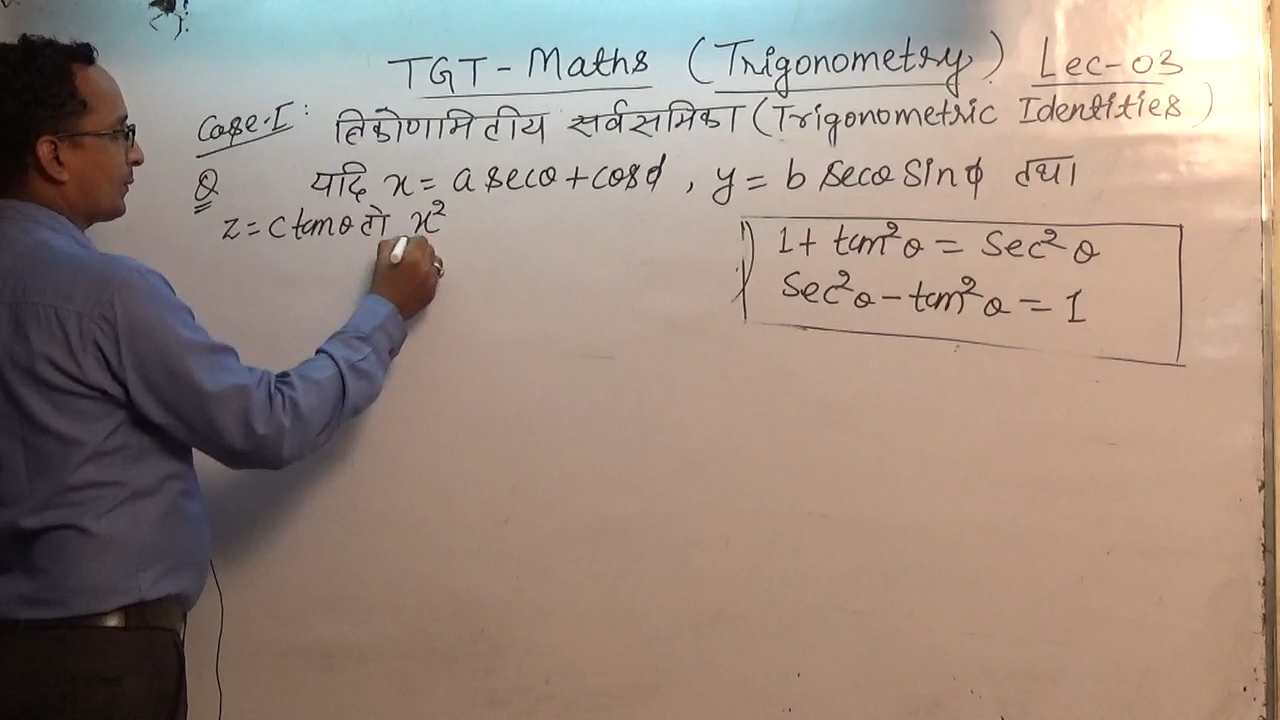 TGT-Maths (Trigonometry) Lec-03
Case-I: त्रिकोणामितीय सर्वसमिका (Trigonometric Identities)
Q यदि x = a secθ + cosϕ, y = b secθ sinϕ तथा
z = c tanθ तो x²
1 + tan²θ = Sec²θ
Sec²θ - tan²θ = 1